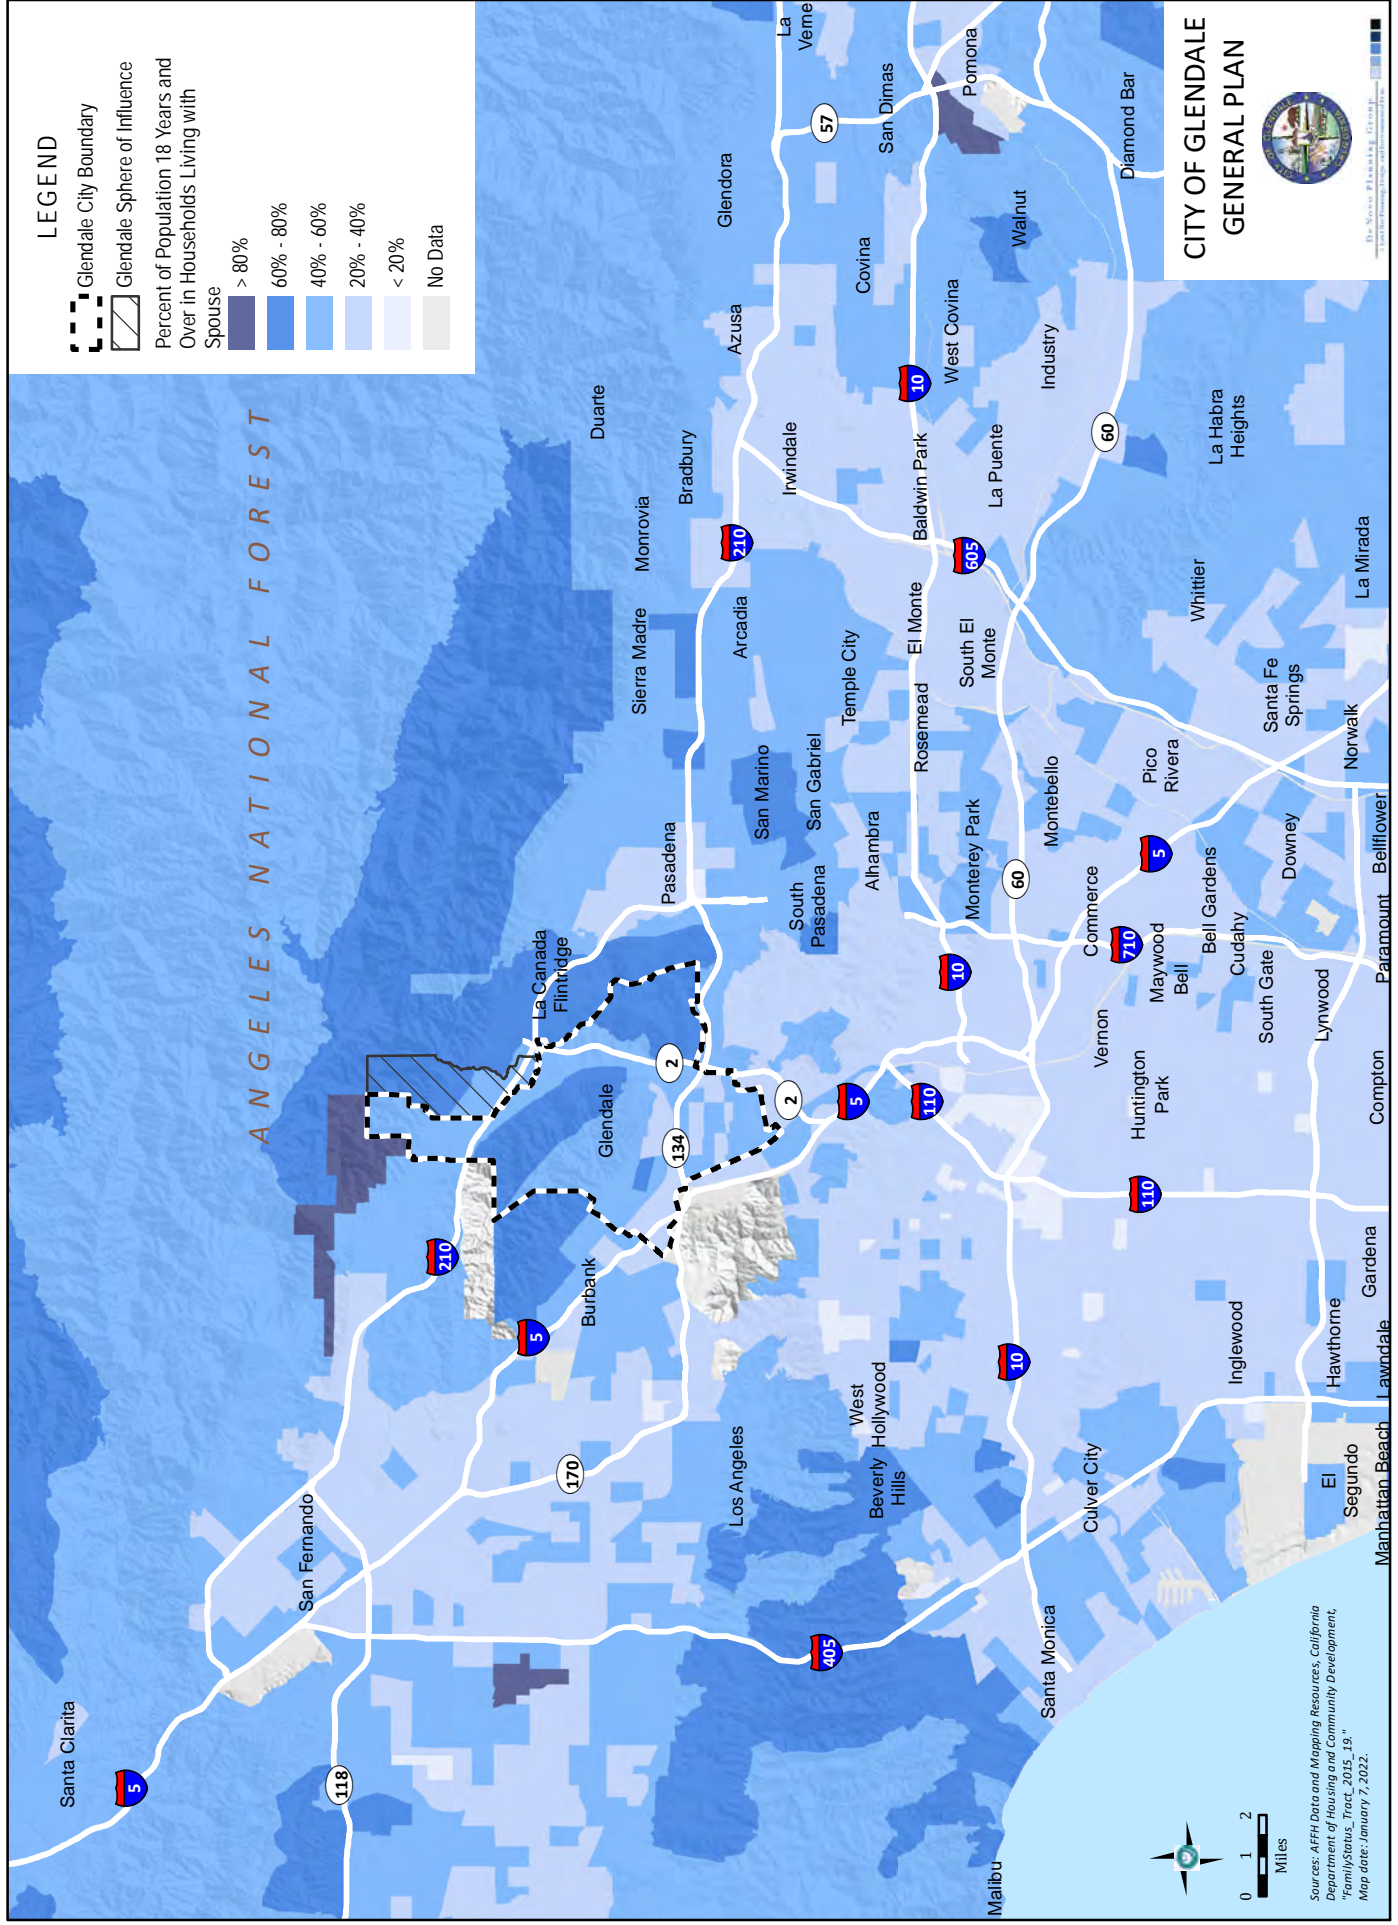 LEGEND
Glendale City Boundary
Glendale Sphere of Influence
Percent of Population 18 Years and
Over in Households Living with
Spouse
> 80%
60% - 80%
40% - 60%
20% - 40%
< 20%
No Data
ANGELES NATIONAL FOREST
Santa Clarita
5
118
San Fernando
210
5
170
Burbank
Glendale
La Canada
Flintridge
2
134
2
Pasadena
Sierra Madre
Monrovia
Duarte
Bradbury
210
Arcadia
Azusa
Glendora
La
Verne
57
San Dimas
Pomona
Irwindale
Covina
10
West Covina
Walnut
Diamond Bar
Baldwin Park
La Puente
Industry
60
605
El Monte
South El
Monte
Temple City
Rosemead
San Marino
San Gabriel
South
Pasadena
Alhambra
Monterey Park
Montebello
60
10
5
110
Los Angeles
West
Hollywood
Beverly
Hills
405
10
Santa Monica
Culver City
Malibu
Inglewood
110
Huntington
Park
Vernon
Commerce
710
Maywood
Bell
Bell Gardens
Cudahy
South Gate
Lynwood
5
Pico
Rivera
Downey
Whittier
Santa Fe
Springs
Norwalk
La Habra
Heights
La Mirada
Bellflower
Paramount
Compton
Gardena
Hawthorne
Lawndale
El
Segundo
Manhattan Beach
0 1 2
Miles
Sources: AFFH Data and Mapping Resources, California
Department of Housing and Community Development,
"FamilyStatus_Tract_2015_19."
Map date: January 7, 2022.
CITY OF GLENDALE
GENERAL PLAN
De Novo Planning Group